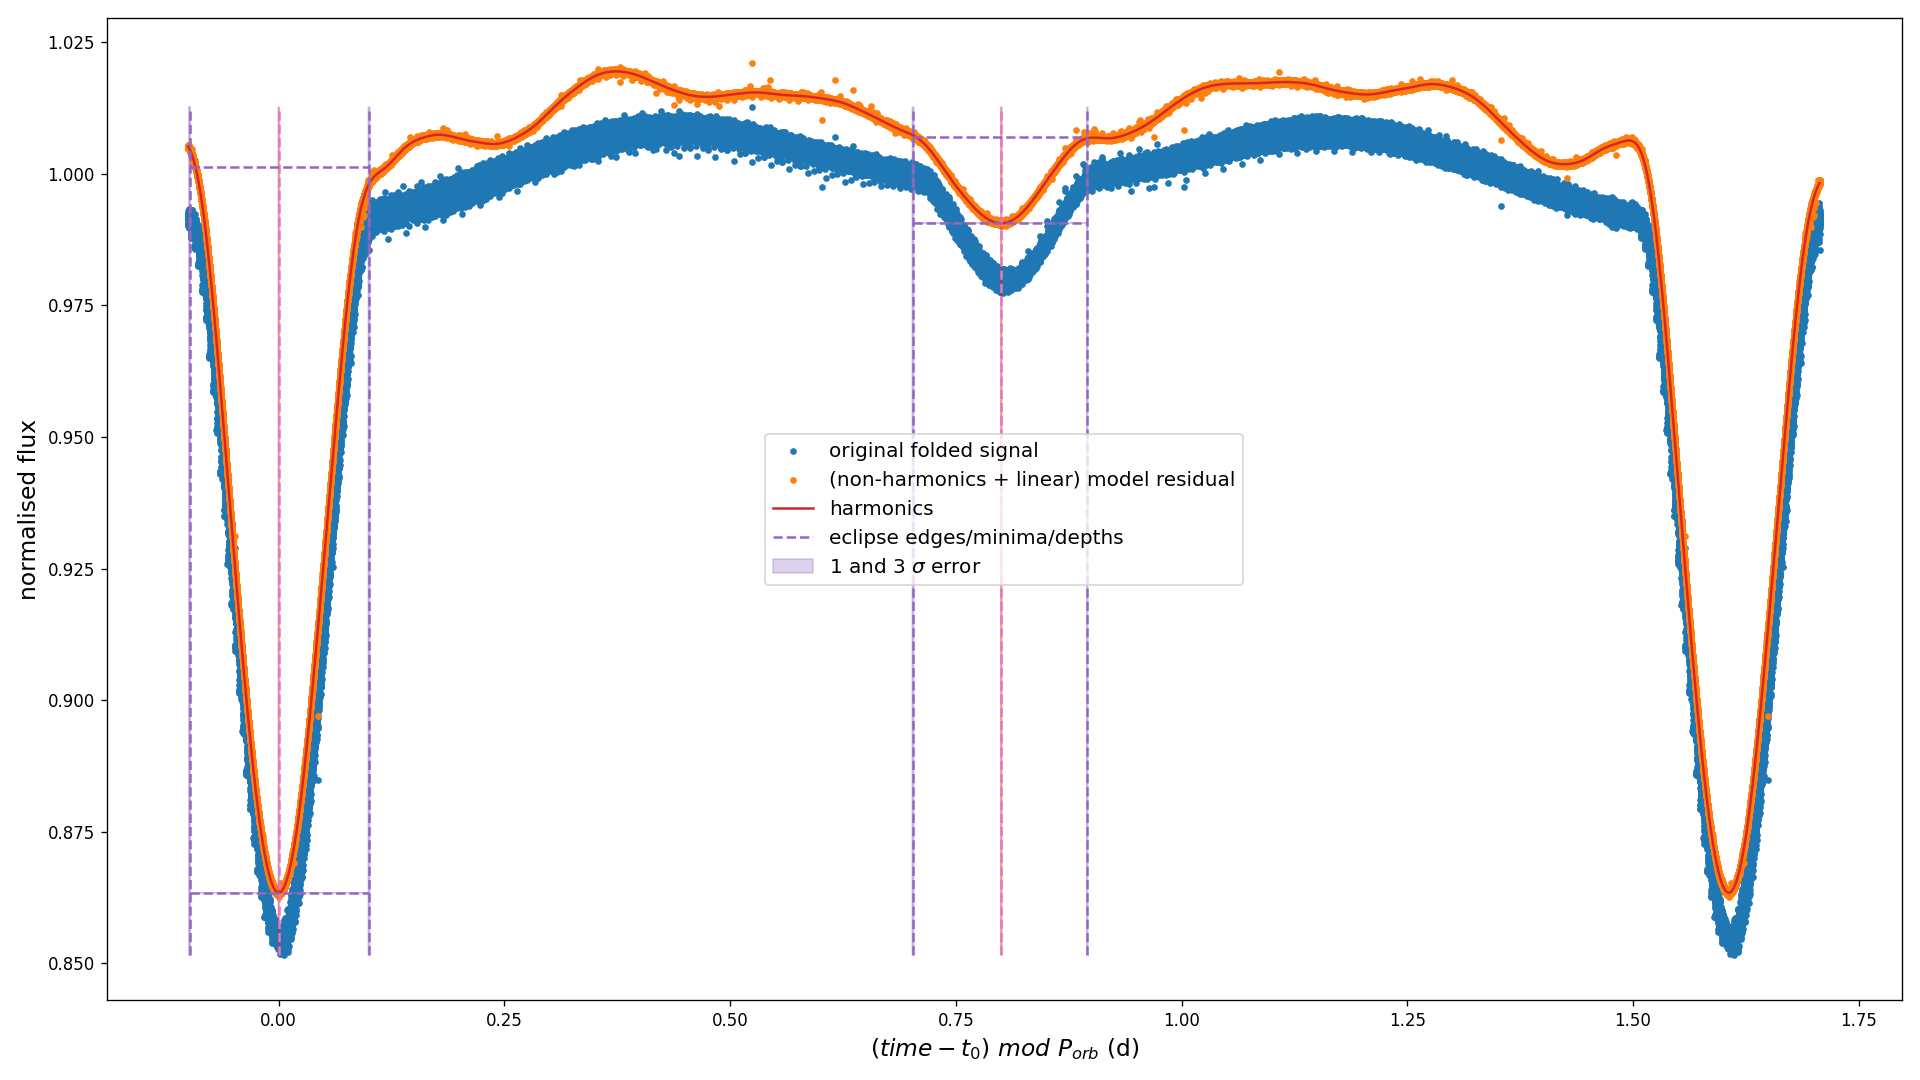 1.025
1.000
0.975
0.950
0.925
0.900
0.875
0.850
normalised flux
original folded signal
(non-harmonics + linear) model residual
harmonics
eclipse edges/minima/depths
1 and 3 σ error
0.00 0.25 0.50 0.75 1.00 1.25 1.50 1.75
(time − t₀) mod Pₒᵣb (d)